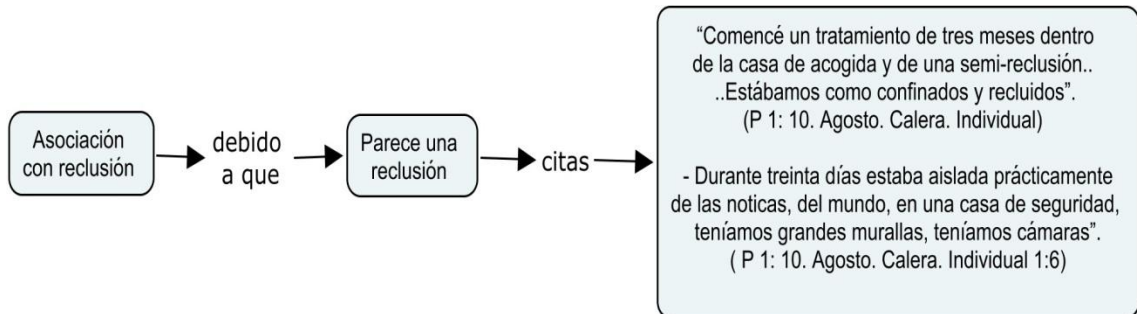 Asociación
con reclusión
debido
a que
Parece una
reclusión
citas
“Comencé un tratamiento de tres meses dentro
de la casa de acogida y de una semi-reclusión..
..Estábamos como confinados y recluidos”.
(P 1: 10. Agosto. Calera. Individual)
- Durante treinta días estaba aislada prácticamente
de las noticas, del mundo, en una casa de seguridad,
teníamos grandes murallas, teníamos cámaras”.
( P 1: 10. Agosto. Calera. Individual 1:6)